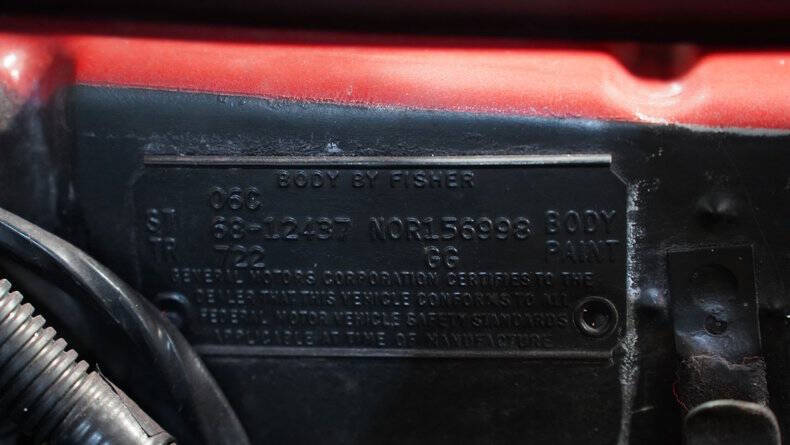 BODY BY FISHER
06C
ST 68-12437 NOR156998 BODY
TR 722 GG PAINT
GENERAL MOTORS CORPORATION CERTIFIES TO THE
DEALER THAT THIS VEHICLE CONFORMS TO ALL
FEDERAL MOTOR VEHICLE SAFETY STANDARDS
APPLICABLE AT TIME OF MANUFACTURE